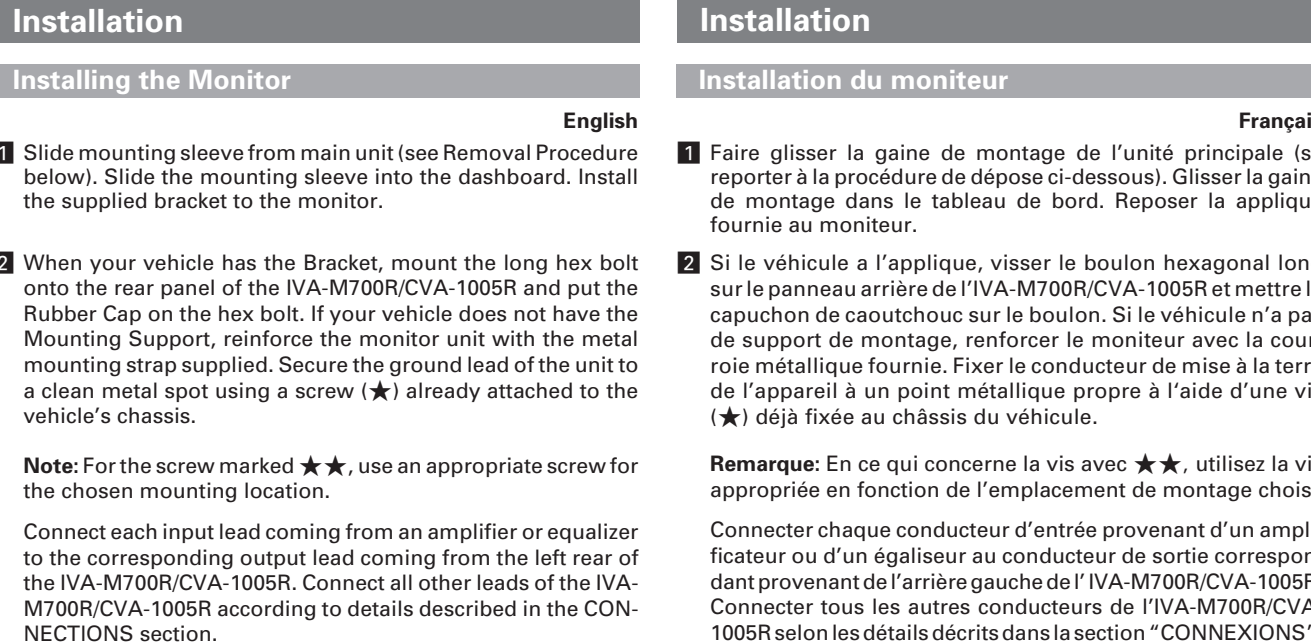 Installation
Installing the Monitor
English
1 Slide mounting sleeve from main unit (see Removal Procedure
below). Slide the mounting sleeve into the dashboard. Install
the supplied bracket to the monitor.
2 When your vehicle has the Bracket, mount the long hex bolt
onto the rear panel of the IVA-M700R/CVA-1005R and put the
Rubber Cap on the hex bolt. If your vehicle does not have the
Mounting Support, reinforce the monitor unit with the metal
mounting strap supplied. Secure the ground lead of the unit to
a clean metal spot using a screw (★) already attached to the
vehicle's chassis.
Note: For the screw marked ★★, use an appropriate screw for
the chosen mounting location.
Connect each input lead coming from an amplifier or equalizer
to the corresponding output lead coming from the left rear of
the IVA-M700R/CVA-1005R. Connect all other leads of the IVA-
M700R/CVA-1005R according to details described in the CON-
NECTIONS section.
Installation
Installation du moniteur
Françai
1 Faire glisser la gaine de montage de l'unité principale (s
reporter à la procédure de dépose ci-dessous). Glisser la gain
de montage dans le tableau de bord. Reposer la appliqu
fournie au moniteur.
2 Si le véhicule a l'applique, visser le boulon hexagonal lon
sur le panneau arrière de l'IVA-M700R/CVA-1005R et mettre l
capuchon de caoutchouc sur le boulon. Si le véhicule n'a pa
de support de montage, renforcer le moniteur avec la cour
roie métallique fournie. Fixer le conducteur de mise à la terr
de l'appareil à un point métallique propre à l‘aide d'une vi
(★) déjà fixée au châssis du véhicule.
Remarque: En ce qui concerne la vis avec ★★, utilisez la vi
appropriée en fonction de l'emplacement de montage chois
Connecter chaque conducteur d'entrée provenant d'un ampl
ficateur ou d'un égaliseur au conducteur de sortie correspon
dant provenant de l'arrière gauche de l' IVA-M700R/CVA-1005R
Connecter tous les autres conducteurs de l'IVA-M700R/CVA
1005R selon les détails décrits dans la section “CONNEXIONS”